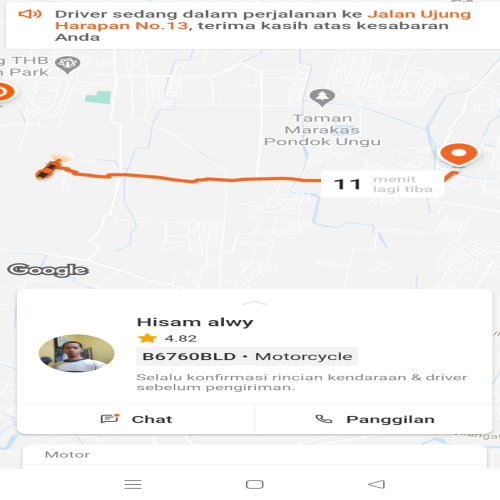 Driver sedang dalam perjalanan ke Jalan Ujung
Harapan No.13, terima kasih atas kesabaran
Anda
g THB
n Park
Taman
Marakas
Pondok Ungu
11 menit
lagi tiba
Google
Hisam alwy
4.82
B6760BLD • Motorcycle
Selalu konfirmasi rincian kendaraan & driver
sebelum pengiriman.
Chat
Panggilan
Motor